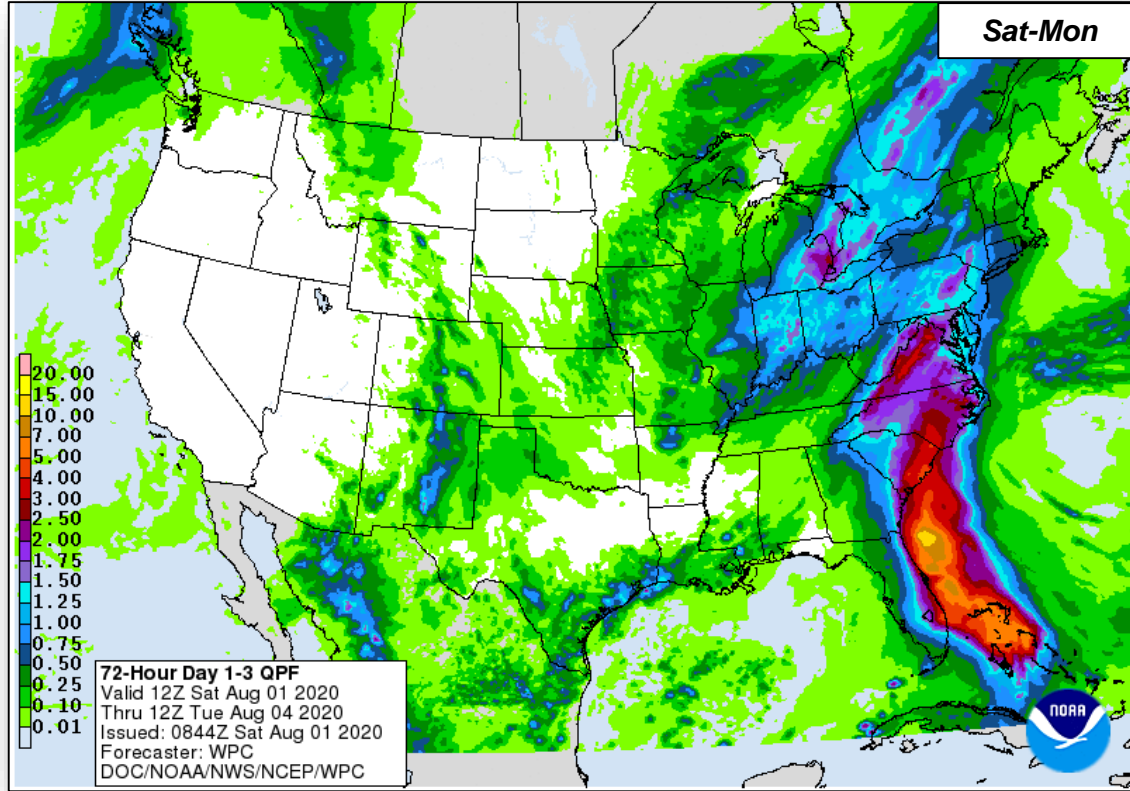 Sat-Mon
20.00
15.00
10.00
7.00
5.00
4.00
3.00
2.50
2.00
1.75
1.50
1.25
1.00
0.75
0.50
0.25
0.10
0.01
72-Hour Day 1-3 QPF
Valid 12Z Sat Aug 01 2020
Thru 12Z Tue Aug 04 2020
Issued: 0844Z Sat Aug 01 2020
Forecaster: WPC
DOC/NOAA/NWS/NCEP/WPC
NOAA